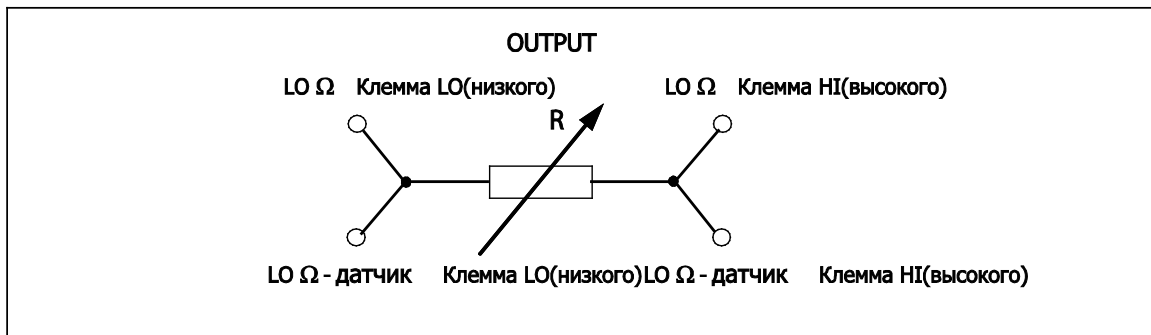 OUTPUT
LO Ω Клемма LO(низкого) LO Ω Клемма HI(высокого)
R
LO Ω - датчик Клемма LO(низкого) LO Ω - датчик Клемма HI(высокого)